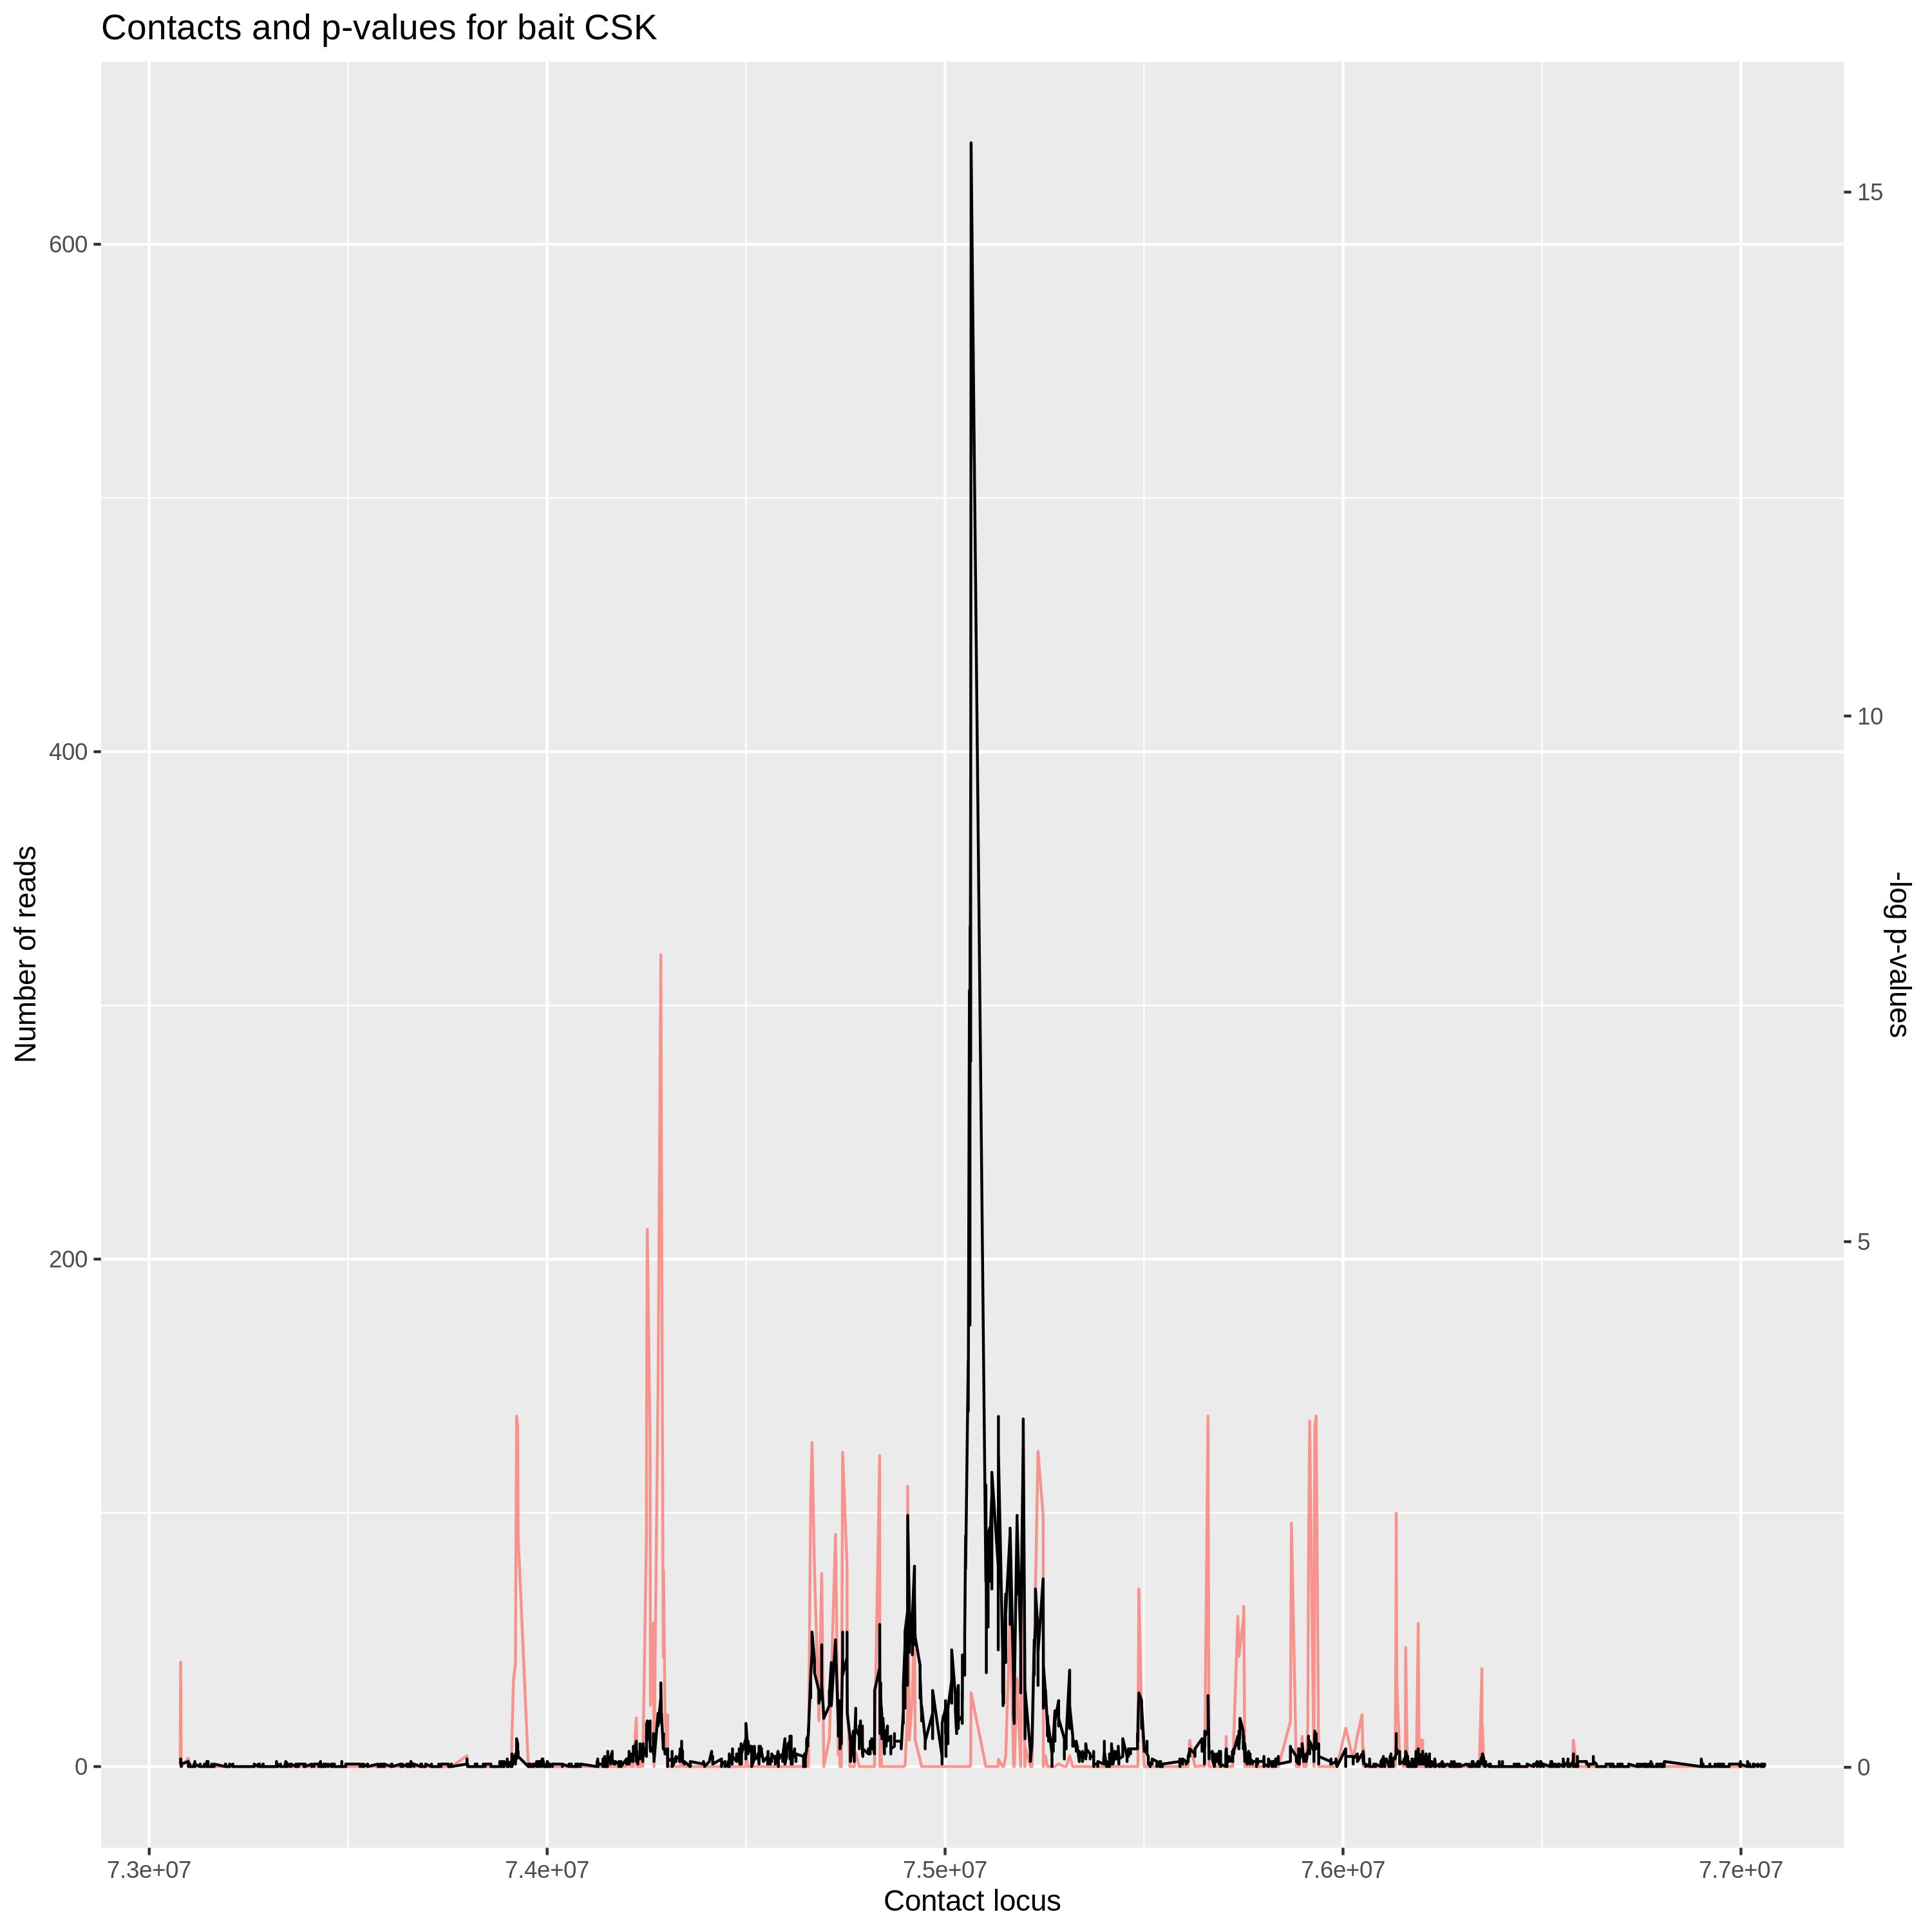 Contacts and p-values for bait CSK
600
400
200
0
Number of reads
15
10
5
0
-log p-values
7.3e+07
7.4e+07
7.5e+07
7.6e+07
7.7e+07
Contact locus